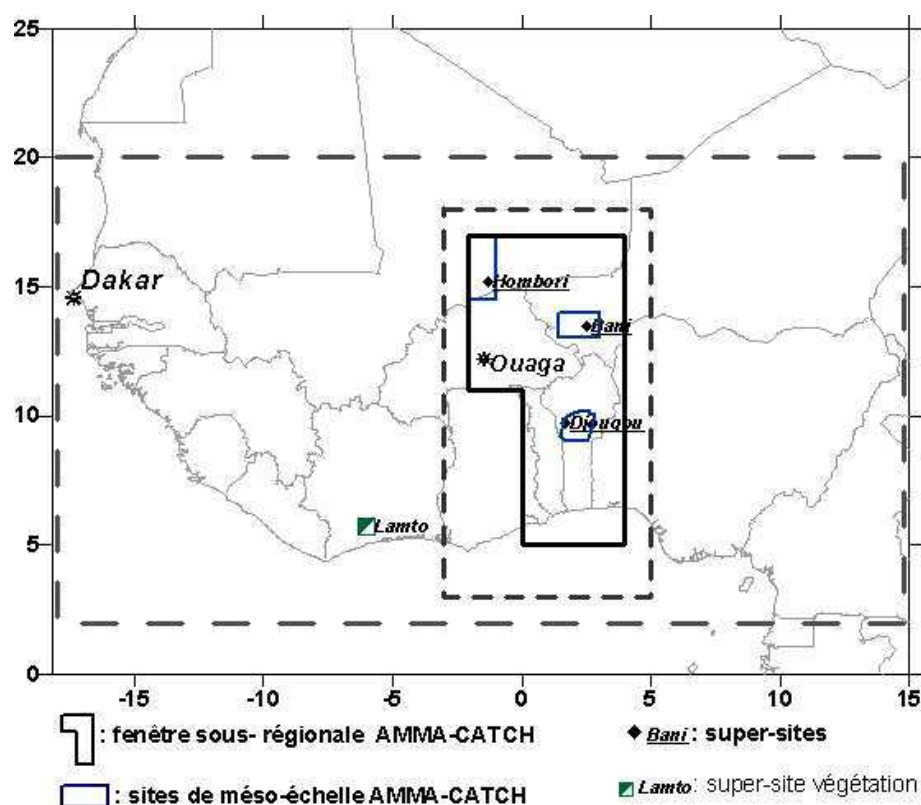 25
20
15
10
5
0
Dakar
Hombori
Bani
Ouaga
Djougou
Lamto
-15 -10 -5 0 5 10 15
: fenêtre sous- régionale AMMA-CATCH
Bani : super-sites
: sites de méso-échelle AMMA-CATCH
Lamto: super-site végétation